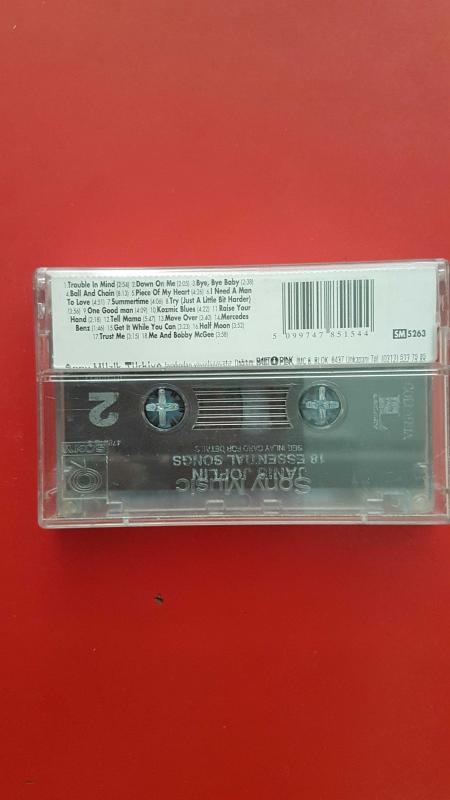 1.Trouble In Mind (2:54) 2.Down On Me (2:05) 3.Bye, Bye Baby (2:38)
4.Ball And Chain (8:13) 5.Piece Of My Heart (4:26) 6.I Need A Man
To Love (4:51) 7.Summertime (4:06) 8.Try (Just A Little Bit Harder)
(3:56) 9.One Good man (4:09) 10.Kozmic Blues (4:22) 11.Raise Your
Hand (2:18) 12.Tell Mama (5:47) 13.Move Over (3:40) 14.Mercedes
Benz (1:46) 15.Get It While You Can (3:23) 16.Half Moon (3:52)
17.Trust Me (3:15) 18.Me And Bobby McGee (3:58)
5 099747 851544
SM 5263
2
COLUMBIA
SEE INLAY CARD FOR DETAILS
18 ESSENTIAL SONGS
JANIS JOPLIN
Sony Music